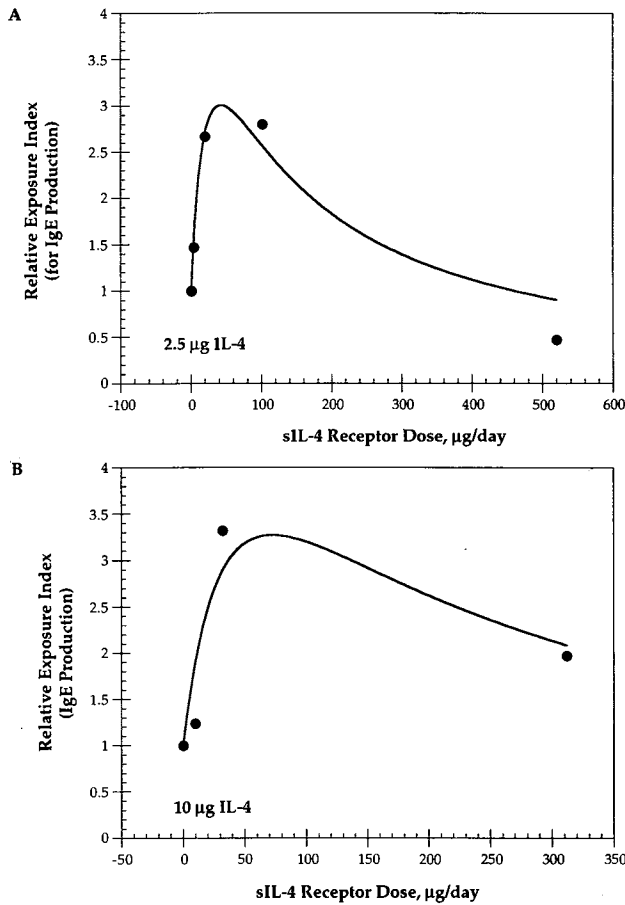 A
4
3.5
3
2.5
2
1.5
1
0.5
0
Relative Exposure Index
(for IgE Production)
2.5 μg 1L-4
-100 0 100 200 300 400 500 600
s1L-4 Receptor Dose, μg/day
B
4
3.5
3
2.5
2
1.5
1
0.5
0
Relative Exposure Index
(IgE Production)
10 μg IL-4
-50 0 50 100 150 200 250 300 350
sIL-4 Receptor Dose, μg/day